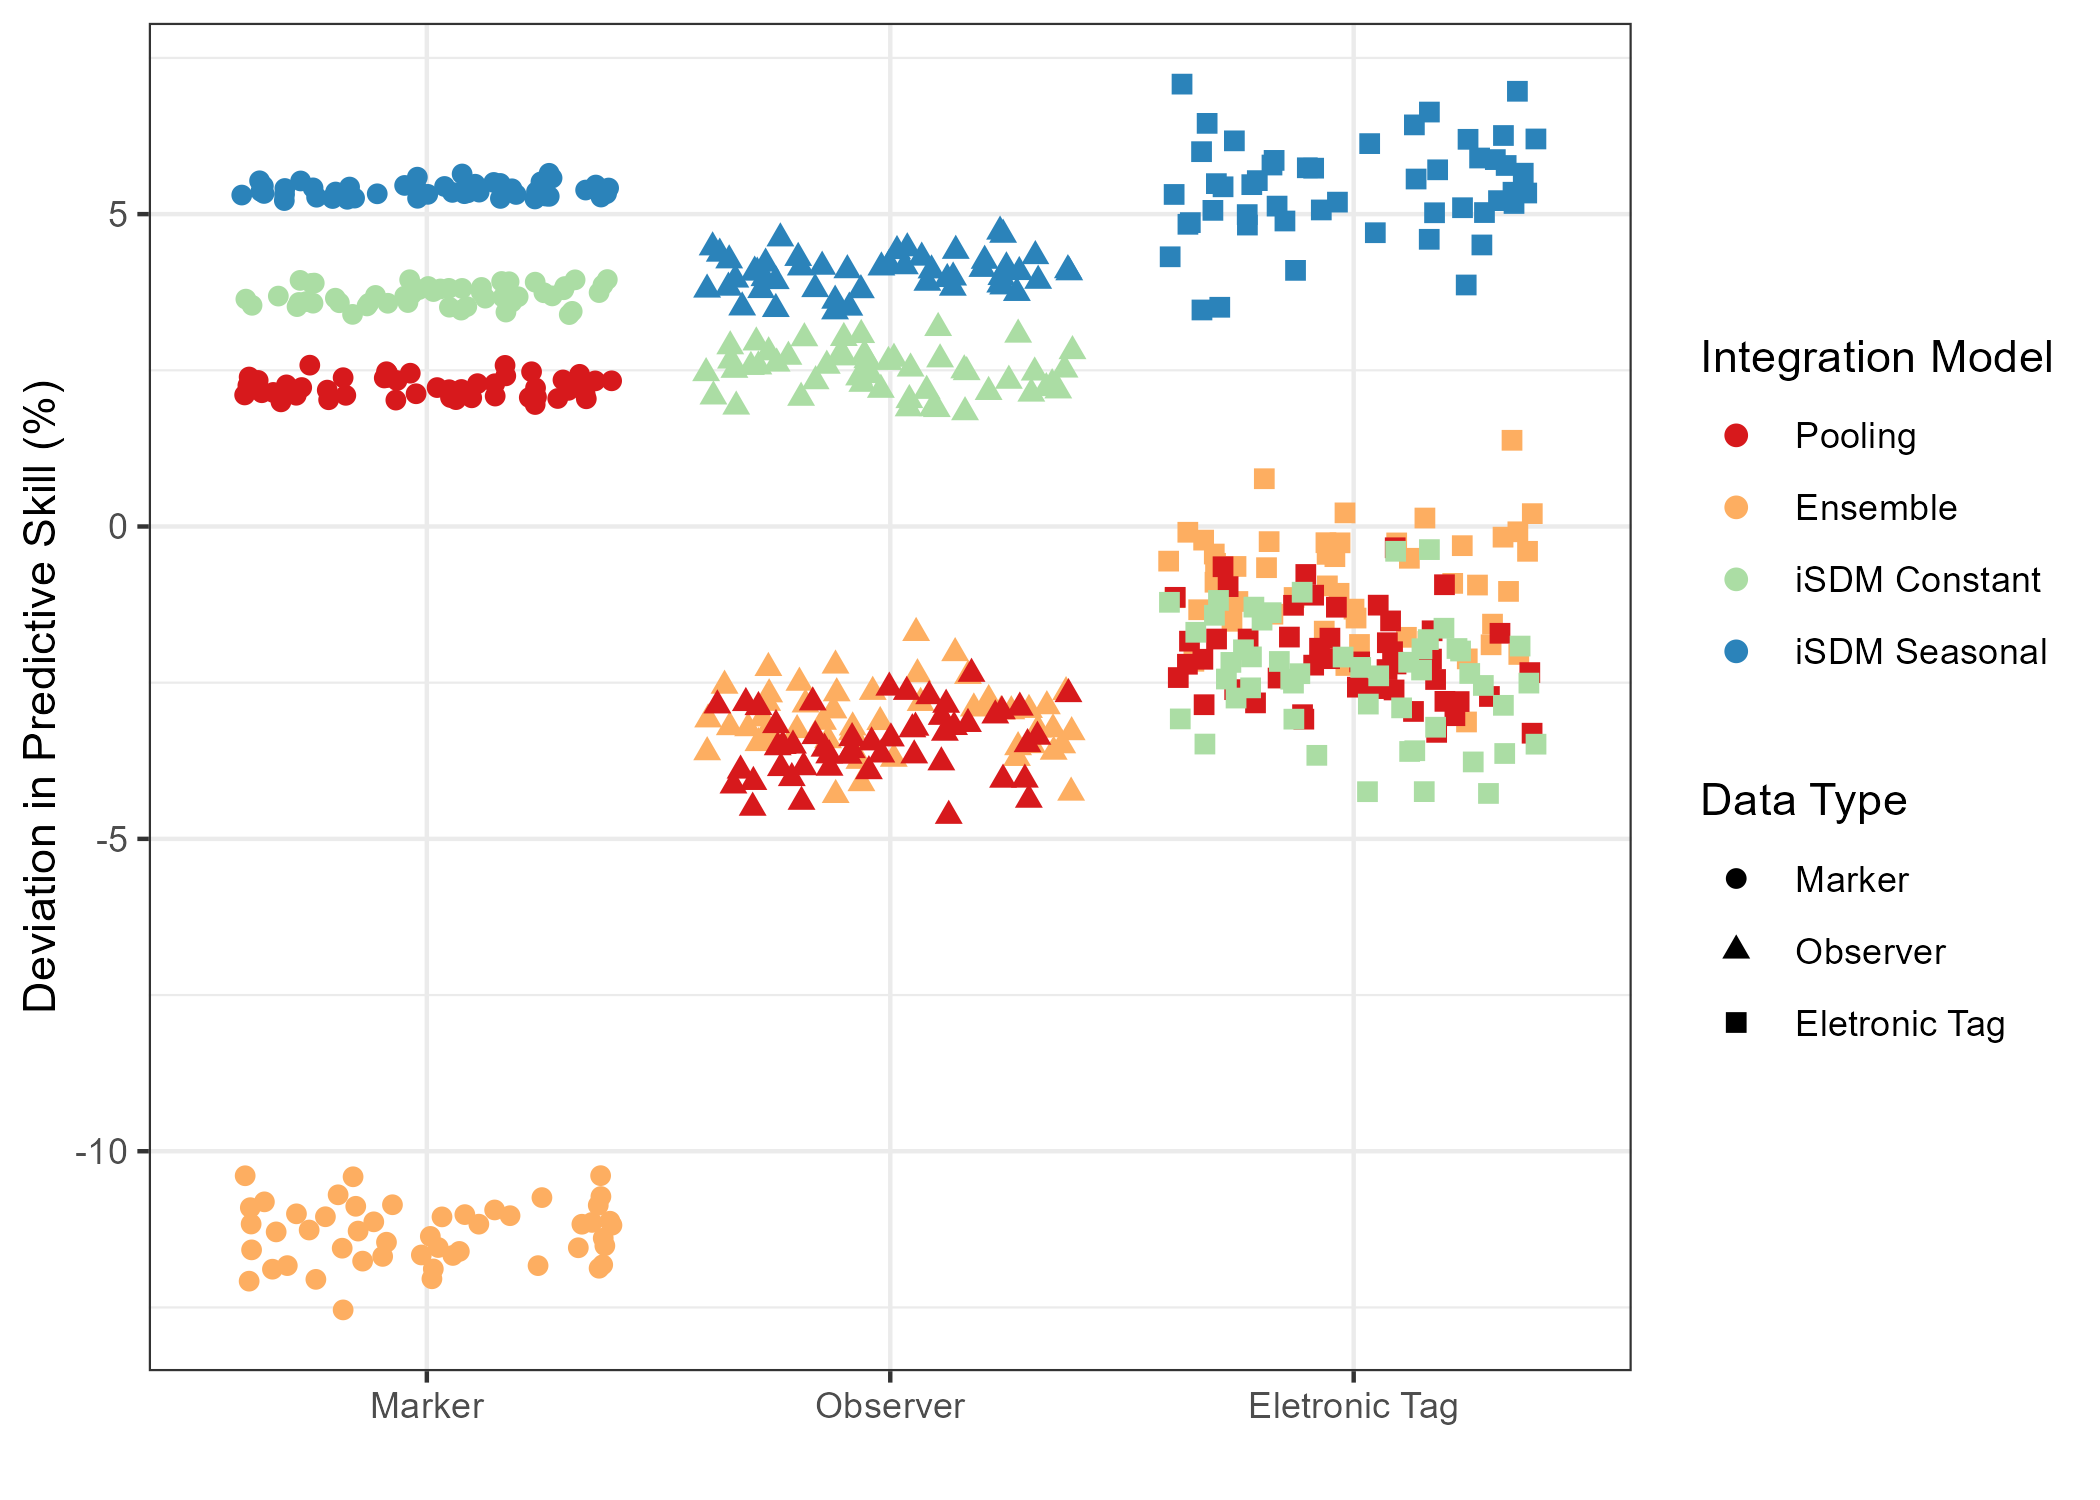 Deviation in Predictive Skill (%)
5
0
-5
-10
Marker
Observer
Eletronic Tag
Integration Model
Pooling
Ensemble
iSDM Constant
iSDM Seasonal
Data Type
Marker
Observer
Eletronic Tag